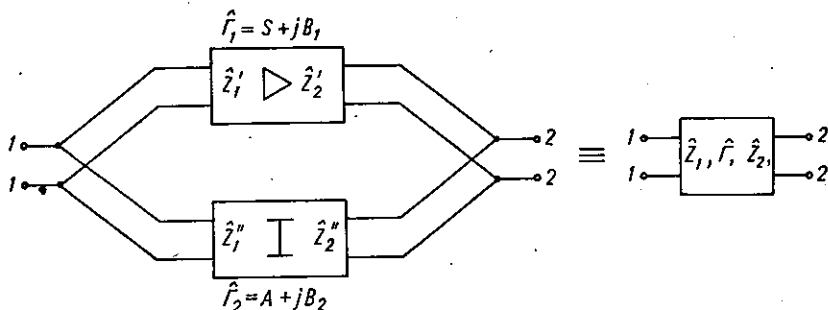 Γ̂₁ = S + jB₁
Ẑ₁′ Ẑ₂′
1 2
1 2
≡
1 Ẑ₁, Γ̂, Ẑ₂, 2
1 2
Ẑ₁″ Ẑ₂″
Γ̂₂ = A + jB₂